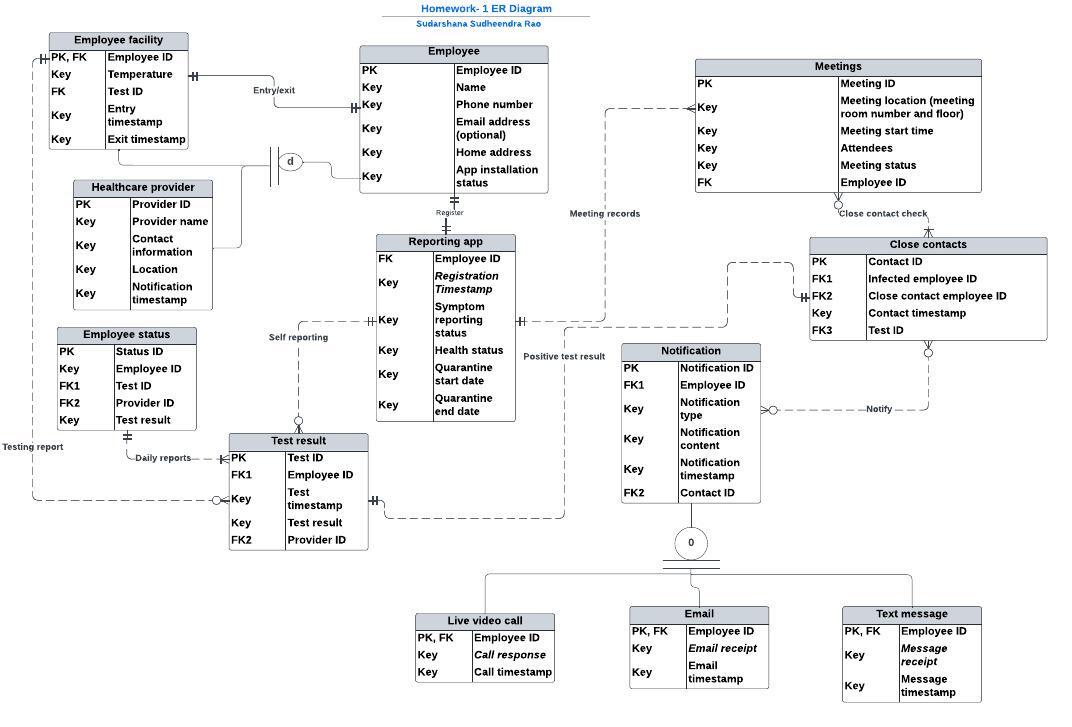 Homework- 1 ER Diagram
Sudarshana Sudheendra Rao
Employee facility
PK, FK Employee ID
Key Temperature
FK Test ID
Key Entry
timestamp
Key Exit timestamp
Entry/exit
Employee
PK Employee ID
Key Name
Key Phone number
Key Email address
(optional)
Key Home address
Key App installation
status
d
Meetings
PK Meeting ID
Key Meeting location (meeting
room number and floor)
Key Meeting start time
Key Attendees
Key Meeting status
FK Employee ID
Healthcare provider
PK Provider ID
Key Provider name
Key Contact
information
Key Location
Key Notification
timestamp
Register
Meeting records
Close contact check
Reporting app
FK Employee ID
Key Registration
Timestamp
Key Symptom
reporting
status
Key Health status
Key Quarantine
start date
Key Quarantine
end date
Close contacts
PK Contact ID
FK1 Infected employee ID
FK2 Close contact employee ID
Key Contact timestamp
FK3 Test ID
Employee status
PK Status ID
Key Employee ID
FK1 Test ID
FK2 Provider ID
Key Test result
Self reporting
Positive test result
Notification
PK Notification ID
FK1 Employee ID
Key Notification
type
Key Notification
content
Key Notification
timestamp
FK2 Contact ID
Notify
Testing report
Daily reports
Test result
PK Test ID
FK1 Employee ID
Key Test
timestamp
Key Test result
FK2 Provider ID
0
Live video call
PK, FK Employee ID
Key Call response
Key Call timestamp
Email
PK, FK Employee ID
Key Email receipt
Key Email
timestamp
Text message
PK, FK Employee ID
Key Message
receipt
Key Message
timestamp